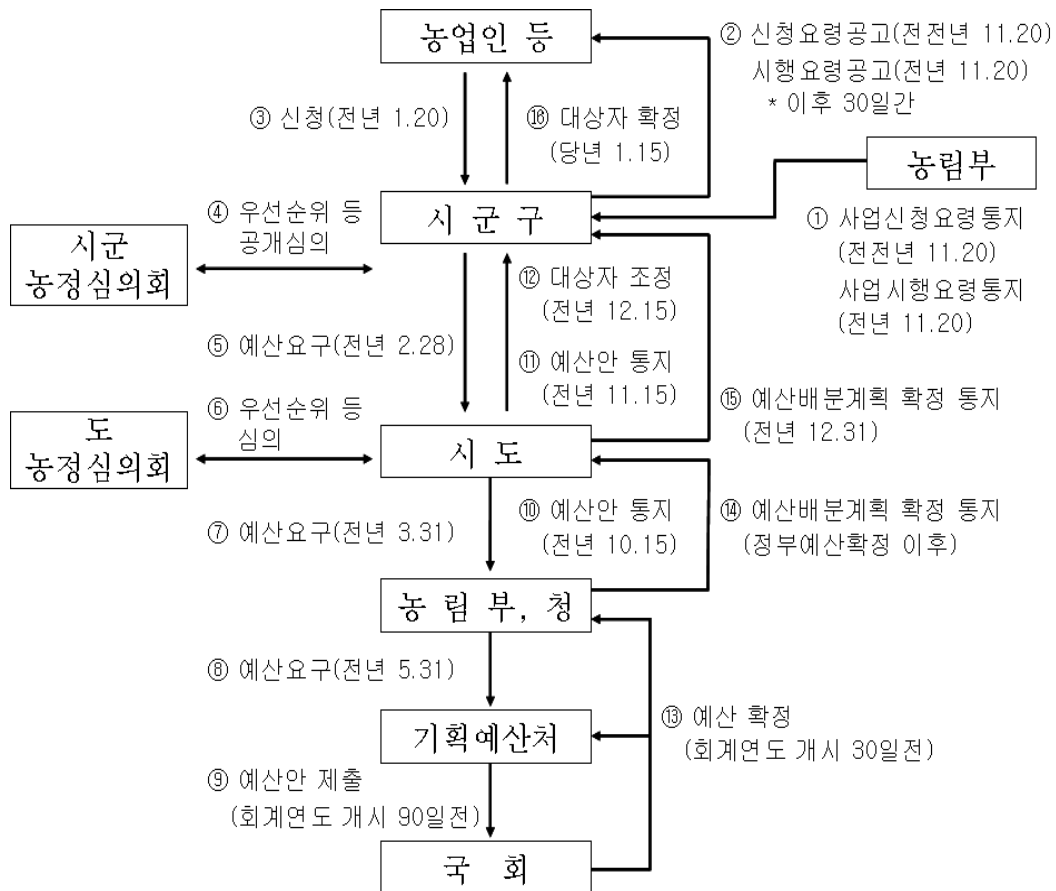 농업인 등
② 신청요령공고(전전년 11.20)
시행요령공고(전년 11.20)
* 이후 30일간
③ 신청(전년 1.20)
⑯ 대상자 확정
(당년 1.15)
농림부
시 군 구
④ 우선순위 등
공개심의
시군
농정심의회
① 사업신청요령통지
(전전년 11.20)
사업시행요령통지
(전년 11.20)
⑫ 대상자 조정
(전년 12.15)
⑤ 예산요구(전년 2.28)
⑪ 예산안 통지
(전년 11.15)
⑮ 예산배분계획 확정 통지
(전년 12.31)
⑥ 우선순위 등
심의
도
농정심의회
시 도
⑦ 예산요구(전년 3.31)
⑩ 예산안 통지
(전년 10.15)
⑭ 예산배분계획 확정 통지
(정부예산확정 이후)
농 림 부, 청
⑧ 예산요구(전년 5.31)
기획예산처
⑬ 예산 확정
(회계연도 개시 30일전)
⑨ 예산안 제출
(회계연도 개시 90일전)
국 회